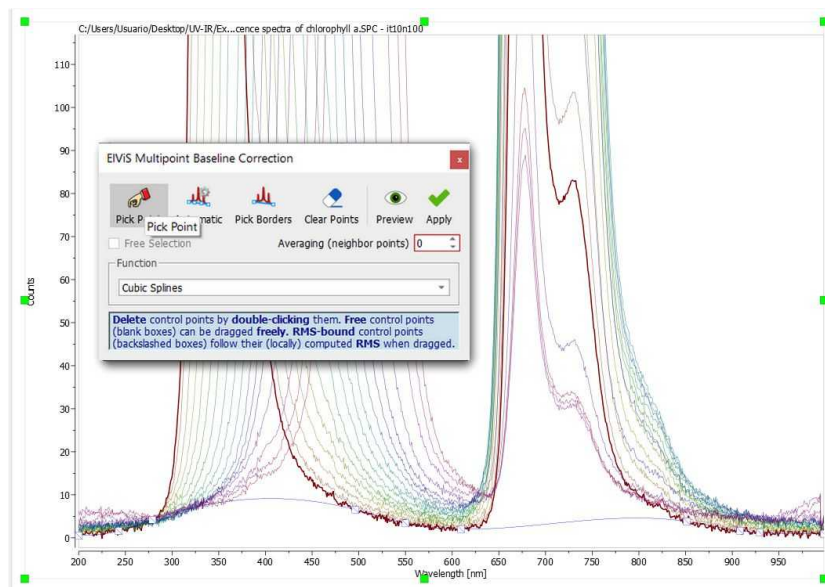 C:/Users/Usuario/Desktop/UV-IR/Ex...cence spectra of chlorophyll a.SPC - it10n100
110
100
90
80
70
60
50
40
30
20
10
0
Counts
ElViS Multipoint Baseline Correction
x
Pick Pick Borders Clear Points Preview Apply
Pick Point
Free Selection Averaging (neighbor points) 0
Function
Cubic Splines
Delete control points by double-clicking them. Free control points
(blank boxes) can be dragged freely. RMS-bound control points
(backslashed boxes) follow their (locally) computed RMS when dragged.
200 250 300 350 400 450 500 550 600 650 700 750 800 850 900 950
Wavelength [nm]